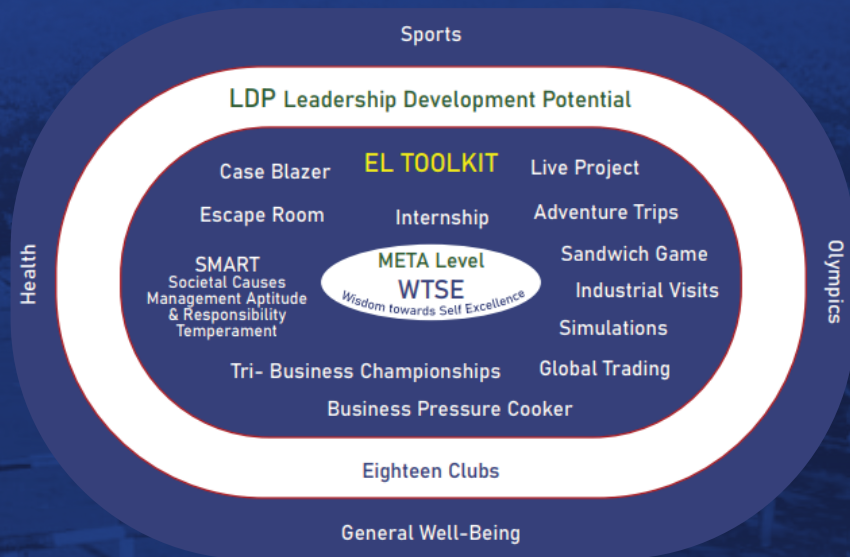 Sports
LDP Leadership Development Potential
EL TOOLKIT
Case Blazer
Live Project
Escape Room
Internship
Adventure Trips
Sandwich Game
META Level
WTSE
Wisdom towards Self Excellence
SMART
Societal Causes
Management Aptitude
& Responsibility
Temperament
Industrial Visits
Simulations
Tri- Business Championships
Global Trading
Business Pressure Cooker
Eighteen Clubs
General Well-Being
Health
Olympics